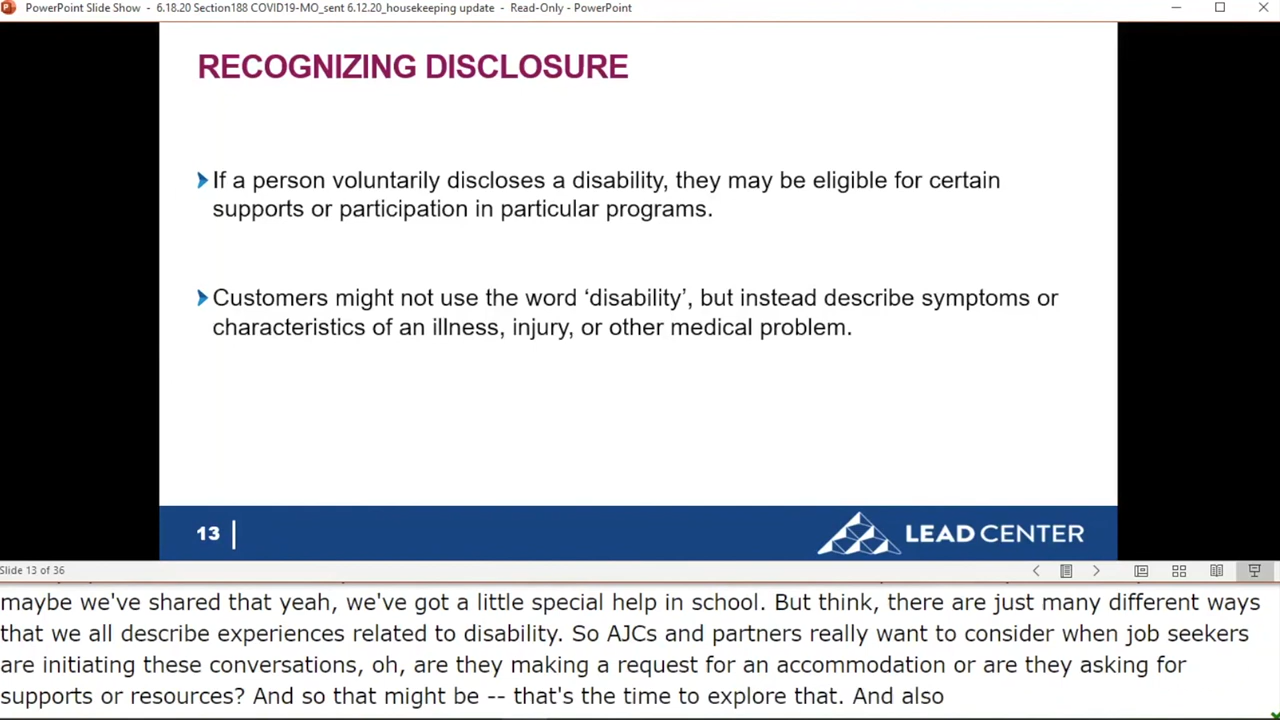 PowerPoint Slide Show - 6.18.20 Section188 COVID19-MO_sent 6.12.20_housekeeping update - Read-Only - PowerPoint
RECOGNIZING DISCLOSURE
If a person voluntarily discloses a disability, they may be eligible for certain
supports or participation in particular programs.
Customers might not use the word ‘disability’, but instead describe symptoms or
characteristics of an illness, injury, or other medical problem.
13
LEAD CENTER
Slide 13 of 36
maybe we've shared that yeah, we've got a little special help in school. But think, there are just many different ways
that we all describe experiences related to disability. So AJCs and partners really want to consider when job seekers
are initiating these conversations, oh, are they making a request for an accommodation or are they asking for
supports or resources? And so that might be -- that's the time to explore that. And also